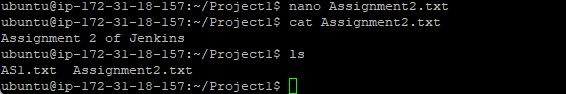 ubuntu@ip-172-31-18-157:~/Project1$ nano Assignment2.txt
ubuntu@ip-172-31-18-157:~/Project1$ cat Assignment2.txt
Assignment 2 of Jenkins
ubuntu@ip-172-31-18-157:~/Project1$ ls
AS1.txt  Assignment2.txt
ubuntu@ip-172-31-18-157:~/Project1$